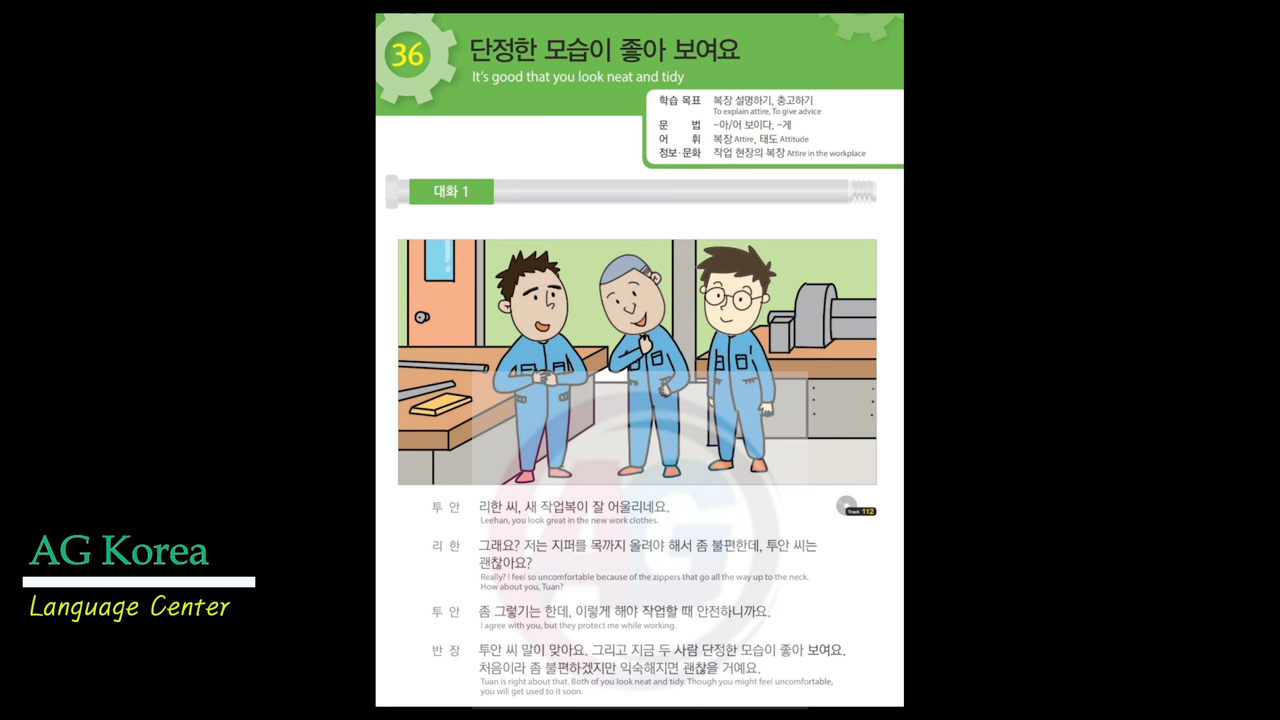 36
단정한 모습이 좋아 보여요
It's good that you look neat and tidy
학습 목표 복장 설명하기, 충고하기
To explain attire, To give advice
문 법 -아/어 보이다, -게
어 휘 복장 Attire, 태도 Attitude
정보·문화 작업 현장의 복장 Attire in the workplace
대화 1
투 안 리한 씨, 새 작업복이 잘 어울리네요.
Leehan, you look great in the new work clothes.
Track 112
리 한 그래요? 저는 지퍼를 목까지 올려야 해서 좀 불편한데, 투안 씨는
괜찮아요?
Really? I feel so uncomfortable because of the zippers that go all the way up to the neck.
How about you, Tuan?
투 안 좀 그렇기는 한데, 이렇게 해야 작업할 때 안전하니까요.
I agree with you, but they protect me while working.
반 장 투안 씨 말이 맞아요. 그리고 지금 두 사람 단정한 모습이 좋아 보여요.
처음이라 좀 불편하겠지만 익숙해지면 괜찮을 거예요.
Tuan is right about that. Both of you look neat and tidy. Though you might feel uncomfortable,
you will get used to it soon.
AG Korea
Language Center